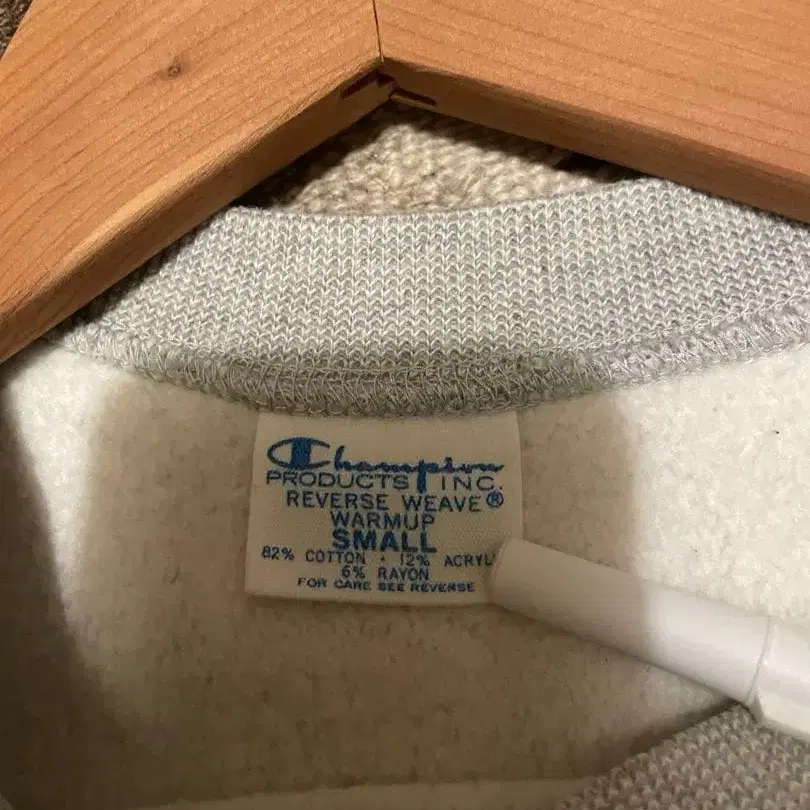 Champion
PRODUCTS INC.
REVERSE WEAVE®
WARMUP
SMALL
82% COTTON • 12% ACRYL
6% RAYON
FOR CARE SEE REVERSE